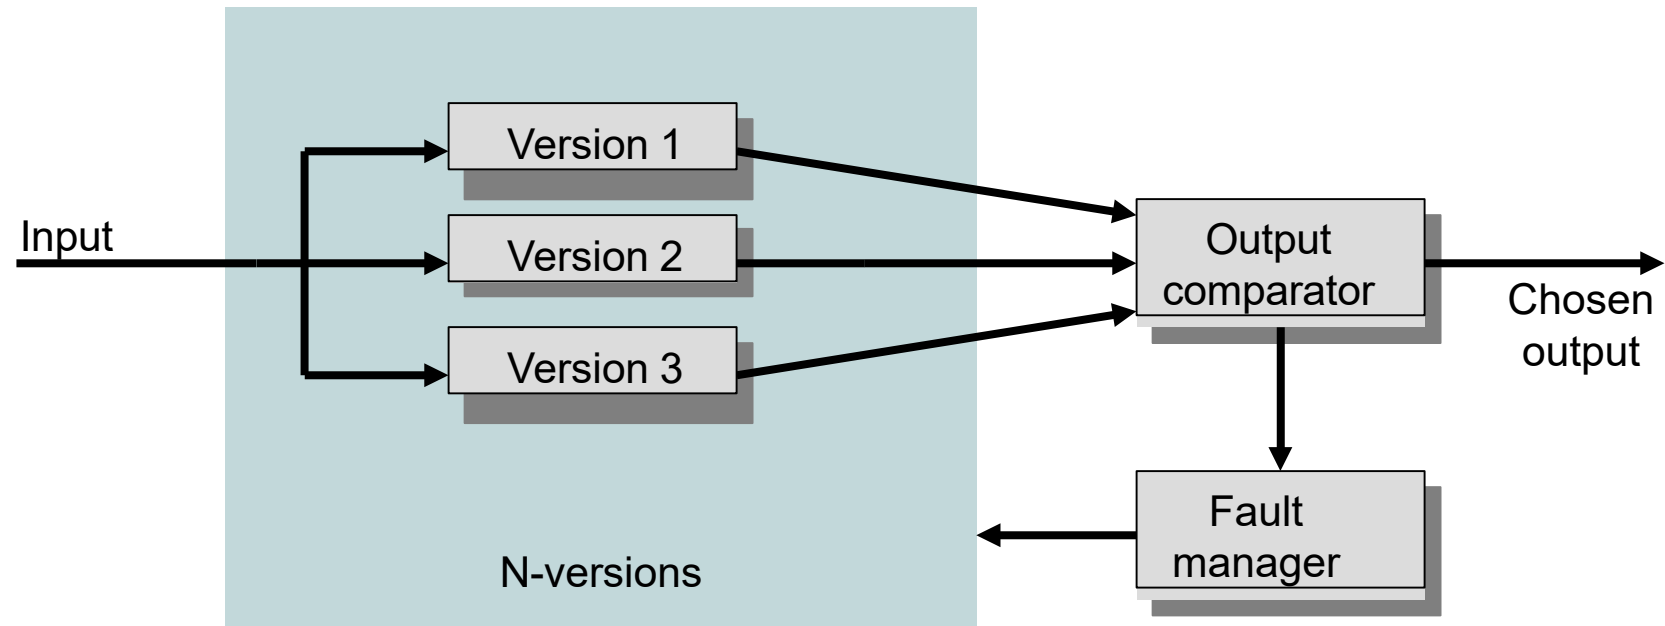 Input
Version 1
Version 2
Version 3
N-versions
Output
comparator
Chosen
output
Fault
manager